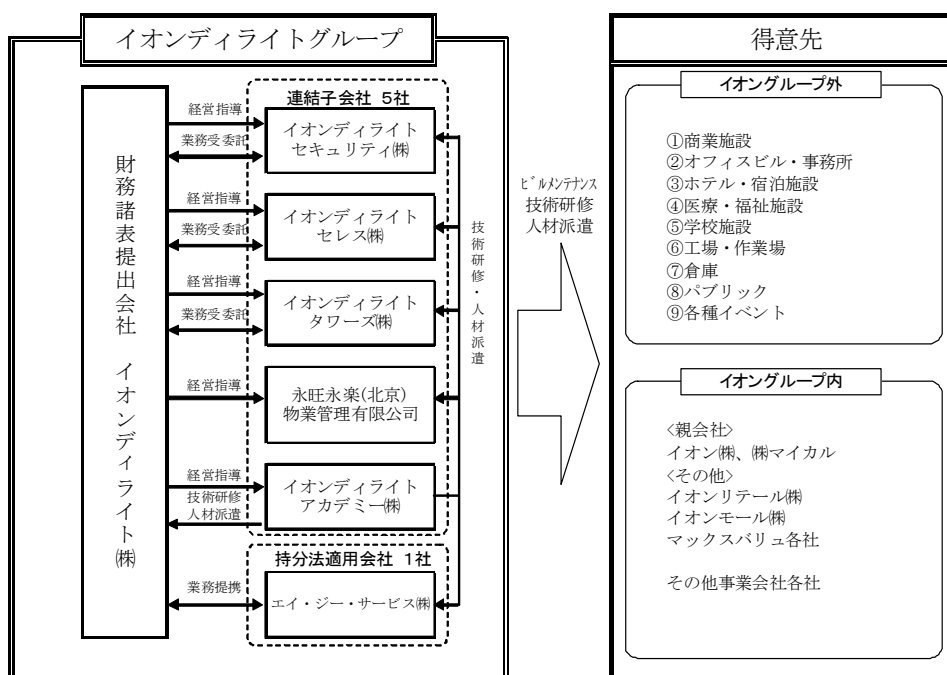 イオンディライトグループ
財務諸表提出会社 イオンディライト㈱
連結子会社 5社
経営指導
業務受委託
イオンディライト
セキュリティ㈱
経営指導
業務受委託
イオンディライト
セレス㈱
経営指導
業務受委託
イオンディライト
タワーズ㈱
経営指導
永旺永楽(北京)
物業管理有限公司
経営指導
技術研修
人材派遣
イオンディライト
アカデミー㈱
持分法適用会社 1社
業務提携
エイ・ジー・サービス㈱
技術研修・人材派遣
ビルメンテナンス
技術研修
人材派遣
得意先
イオングループ外
①商業施設
②オフィスビル・事務所
③ホテル・宿泊施設
④医療・福祉施設
⑤学校施設
⑥工場・作業場
⑦倉庫
⑧パブリック
⑨各種イベント
イオングループ内
<親会社>
イオン㈱、㈱マイカル
<その他>
イオンリテール㈱
イオンモール㈱
マックスバリュ各社
その他事業会社各社